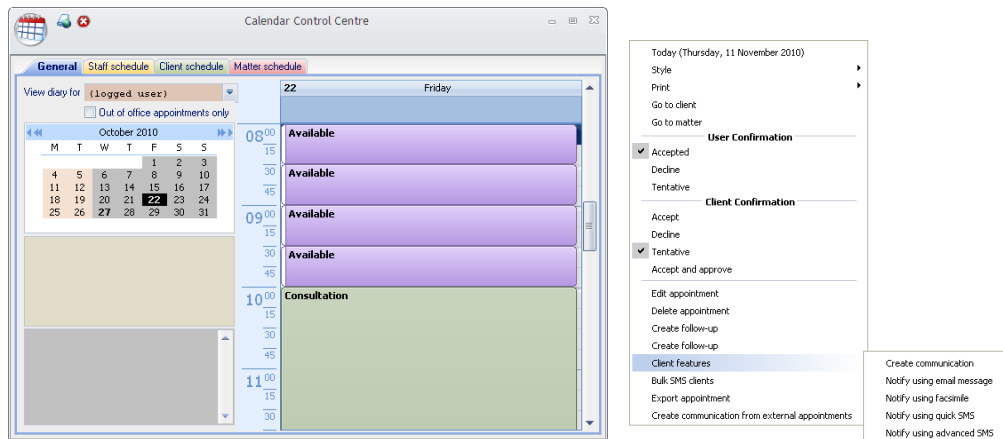 Calendar Control Centre
General Staff schedule Client schedule Matter schedule
View diary for (logged user)
Out of office appointments only
October 2010
M T W T F S S
1 2 3
4 5 6 7 8 9 10
11 12 13 14 15 16 17
18 19 20 21 22 23 24
25 26 27 28 29 30 31
22 Friday
08 00 Available
15
30 Available
45
09 00 Available
15
30 Available
45
10 00 Consultation
15
30
45
11 00
15
30
Today (Thursday, 11 November 2010)
Style
Print
Go to client
Go to matter
User Confirmation
Accepted
Decline
Tentative
Client Confirmation
Accept
Decline
Tentative
Accept and approve
Edit appointment
Delete appointment
Create follow-up
Create follow-up
Client features
Bulk SMS clients
Export appointment
Create communication from external appointments
Create communication
Notify using email message
Notify using facsimile
Notify using quick SMS
Notify using advanced SMS